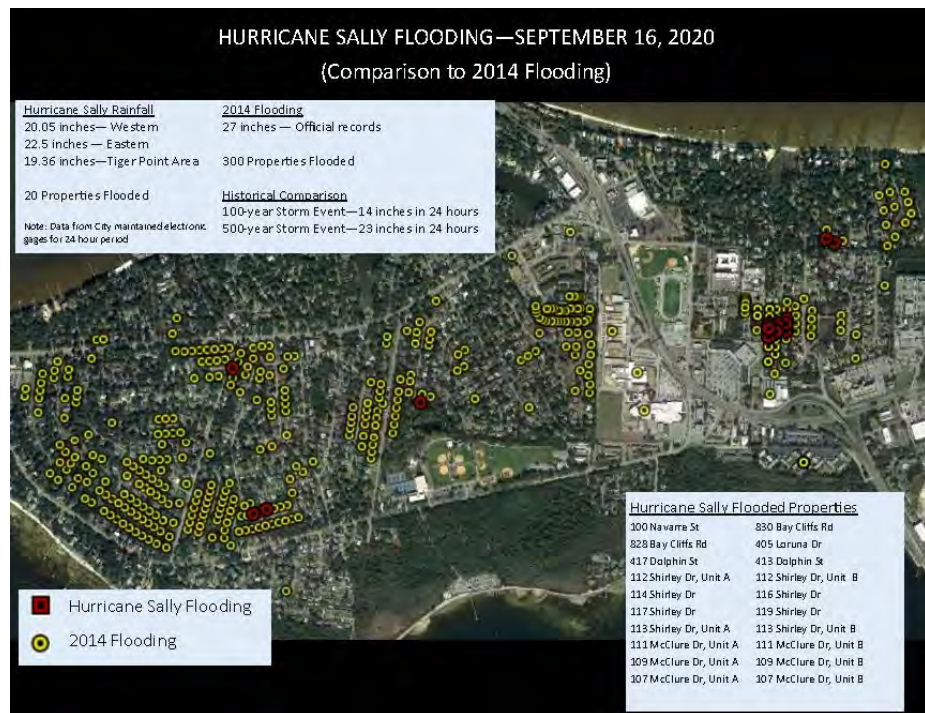 HURRICANE SALLY FLOODING—SEPTEMBER 16, 2020
(Comparison to 2014 Flooding)
Hurricane Sally Rainfall
20.05 inches— Western
22.5 inches — Eastern
19.36 inches—Tiger Point Area
20 Properties Flooded
Note: Data from City maintained electronic
gages for 24 hour period
2014 Flooding
27 inches — Official records
300 Properties Flooded
Historical Comparison
100-year Storm Event—14 inches in 24 hours
500-year Storm Event—23 inches in 24 hours
Hurricane Sally Flooding
2014 Flooding
Hurricane Sally Flooded Properties
100 Navarre St 830 Bay Cliffs Rd
828 Bay Cliffs Rd 405 Loruna Dr
417 Dolphin St 413 Dolphin St
112 Shirley Dr, Unit A 112 Shirley Dr, Unit B
114 Shirley Dr 116 Shirley Dr
117 Shirley Dr 119 Shirley Dr
113 Shirley Dr, Unit A 113 Shirley Dr, Unit B
111 McClure Dr, Unit A 111 McClure Dr, Unit B
109 McClure Dr, Unit A 109 McClure Dr, Unit B
107 McClure Dr, Unit A 107 McClure Dr, Unit B